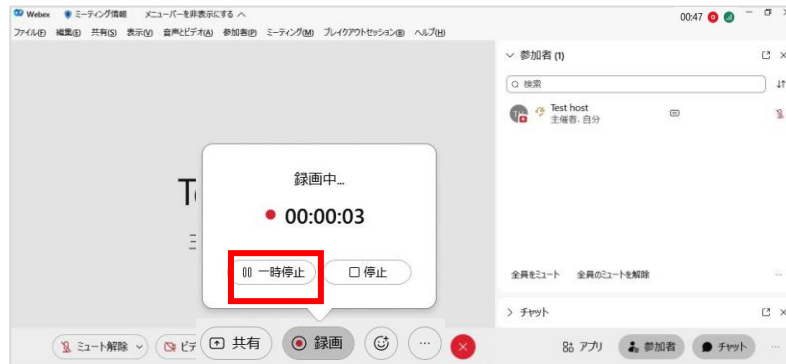 Webex ミーティング情報 メニューバーを非表示にする へ 00:47
ファイル(F) 編集(E) 共有(S) 表示(V) 音声とビデオ(A) 参加者(P) ミーティング(M) ブレイクアウトセッション(B) ヘルプ(H)
参加者 (1)
検索
Test host
主催者、自分
録画中...
00:00:03
一時停止 停止
全員をミュート 全員のミュートを解除
チャット
ミュート解除 共有 録画 アプリ 参加者 チャット